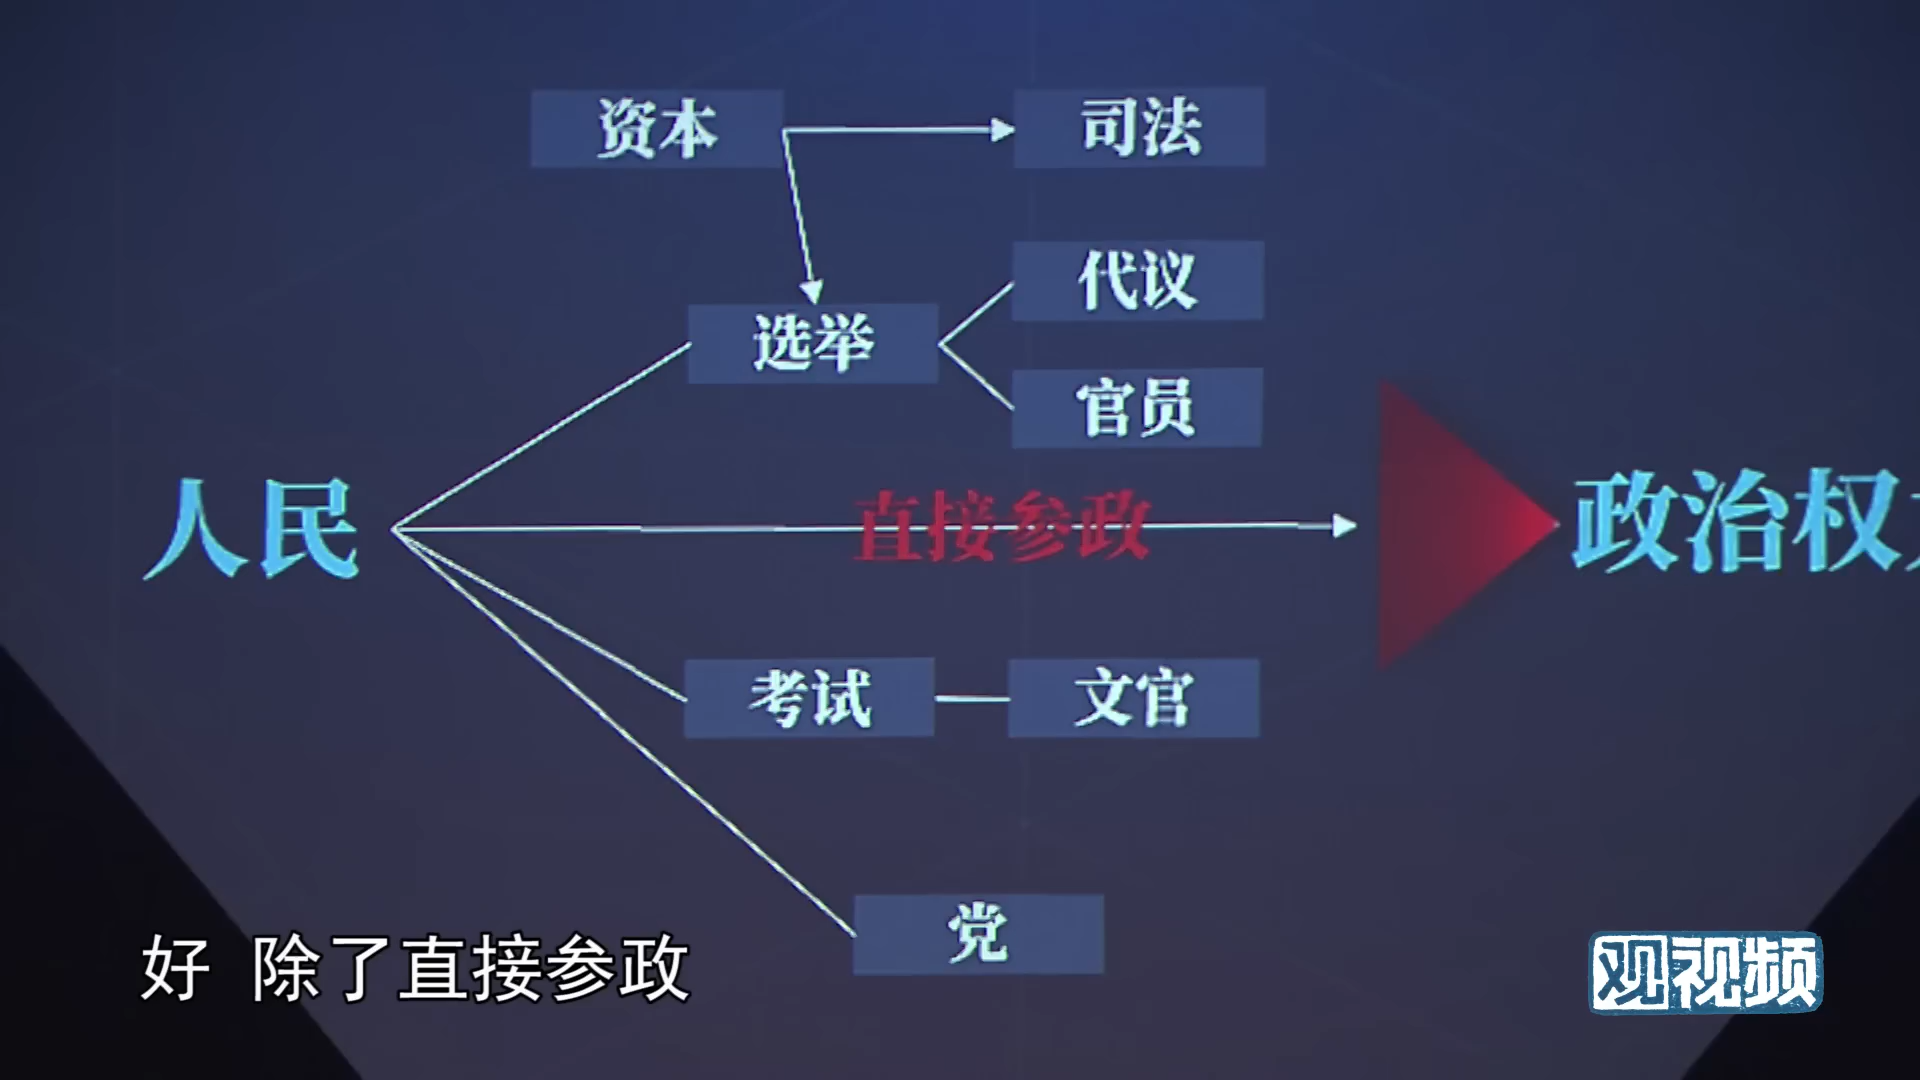 资本
司法
代议
选举
官员
人民
直接参政
政治权
考试
文官
党
好 除了直接参政
观视频